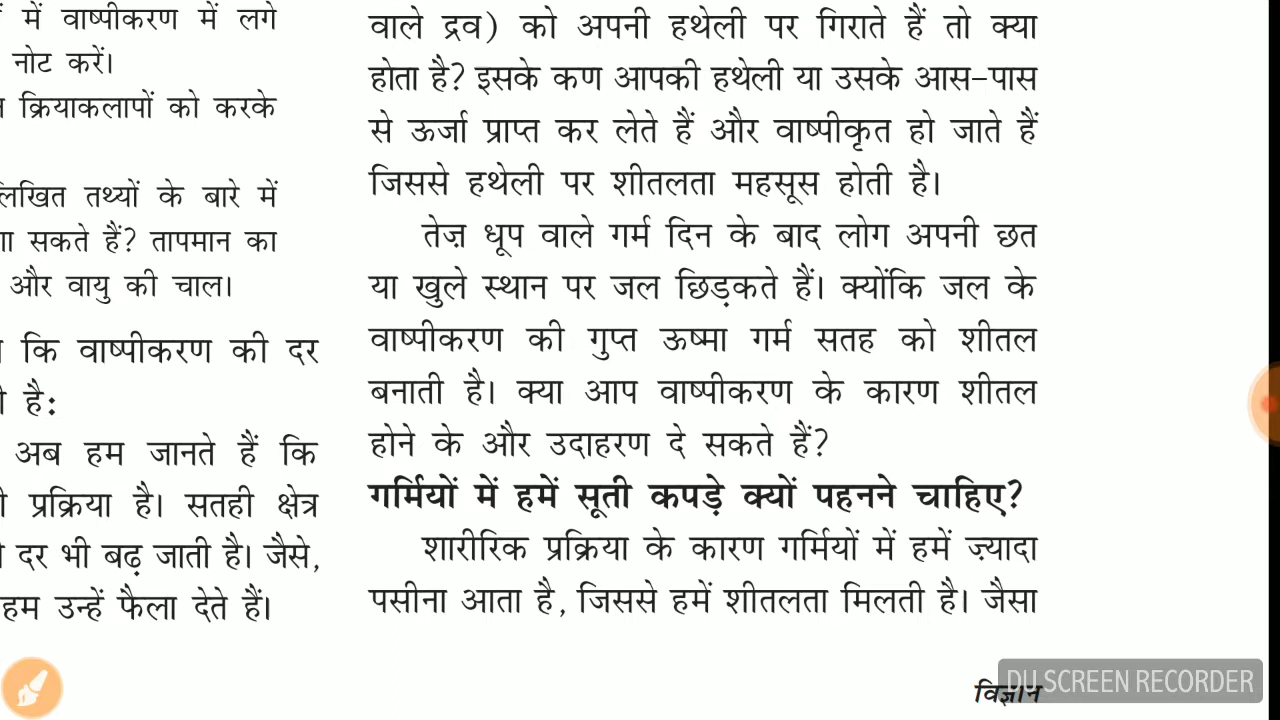 में वाष्पीकरण में लगे
नोट करें।
क्रियाकलापों को करके
लिखित तथ्यों के बारे में
सकते हैं? तापमान का
और वायु की चाल।
कि वाष्पीकरण की दर
है:
अब हम जानते हैं कि
प्रक्रिया है। सतही क्षेत्र
दर भी बढ़ जाती है। जैसे,
हम उन्हें फैला देते हैं।
वाले द्रव) को अपनी हथेली पर गिराते हैं तो क्या
होता है? इसके कण आपकी हथेली या उसके आस-पास
से ऊर्जा प्राप्त कर लेते हैं और वाष्पीकृत हो जाते हैं
जिससे हथेली पर शीतलता महसूस होती है।
तेज़ धूप वाले गर्म दिन के बाद लोग अपनी छत
या खुले स्थान पर जल छिड़कते हैं। क्योंकि जल के
वाष्पीकरण की गुप्त ऊष्मा गर्म सतह को शीतल
बनाती है। क्या आप वाष्पीकरण के कारण शीतल
होने के और उदाहरण दे सकते हैं?
गर्मियों में हमें सूती कपड़े क्यों पहनने चाहिए?
शारीरिक प्रक्रिया के कारण गर्मियों में हमें ज़्यादा
पसीना आता है, जिससे हमें शीतलता मिलती है। जैसा
विज्ञान
DU SCREEN RECORDER